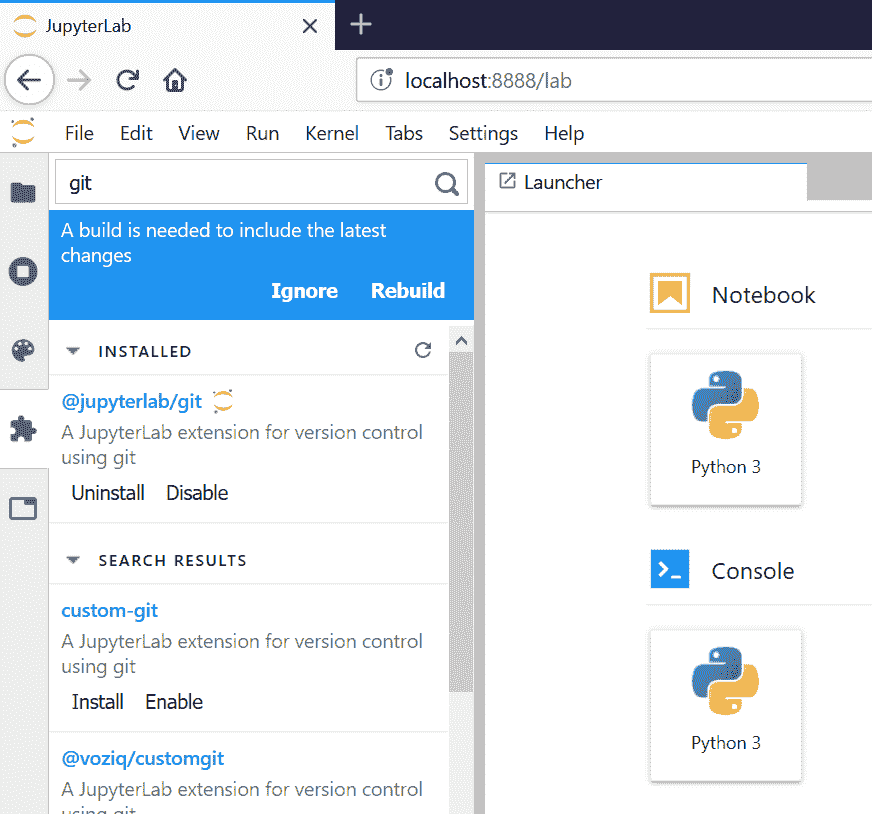 JupyterLab
localhost:8888/lab
File Edit View Run Kernel Tabs Settings Help
git
A build is needed to include the latest
changes
Ignore Rebuild
INSTALLED
@jupyterlab/git
A JupyterLab extension for version control
using git
Uninstall Disable
SEARCH RESULTS
custom-git
A JupyterLab extension for version control
using git
Install Enable
@voziq/customgit
A JupyterLab extension for version control
using git
Launcher
Notebook
Python 3
Console
Python 3